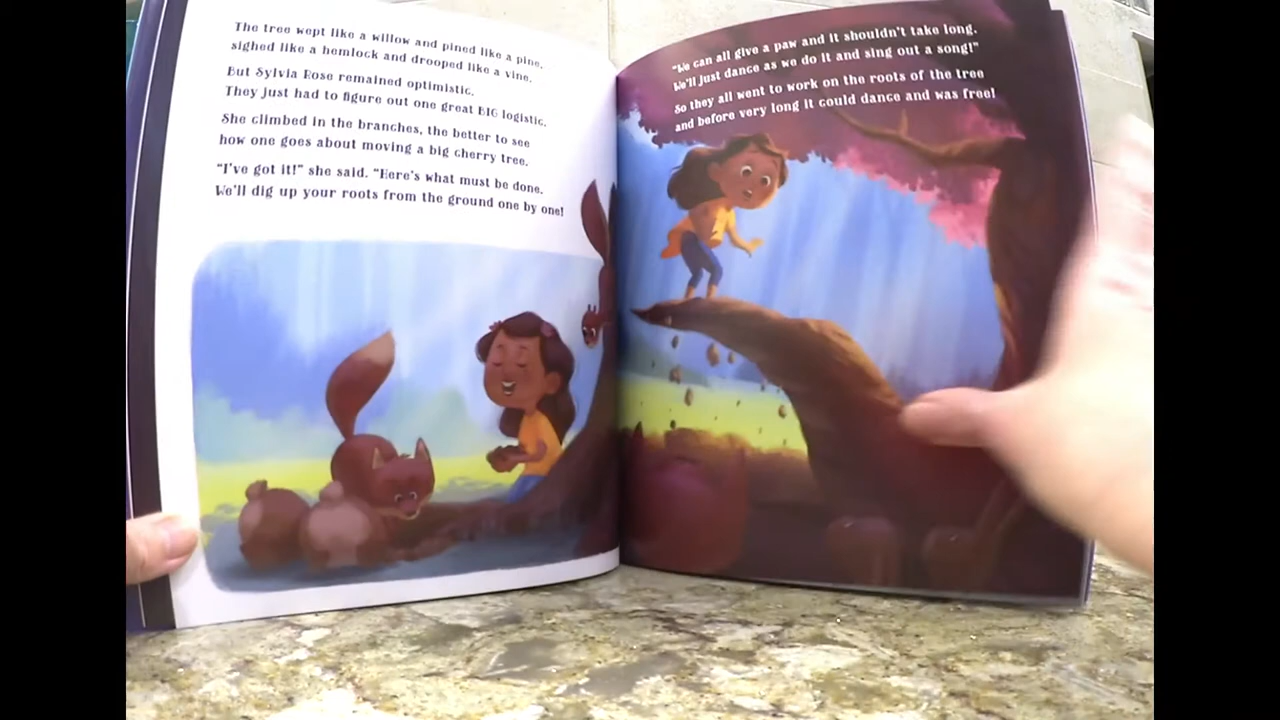 The tree wept like a willow and pined like a pine,
sighed like a hemlock and drooped like a vine.
But Sylvia Rose remained optimistic.
They just had to figure out one great BIG logistic.
She climbed in the branches, the better to see
how one goes about moving a big cherry tree.
"I've got it!" she said. "Here's what must be done.
We'll dig up your roots from the ground one by one!
"We can all give a paw and it shouldn't take long.
We'll just dance as we do it and sing out a song!"
So they all went to work on the roots of the tree
and before very long it could dance and was free!